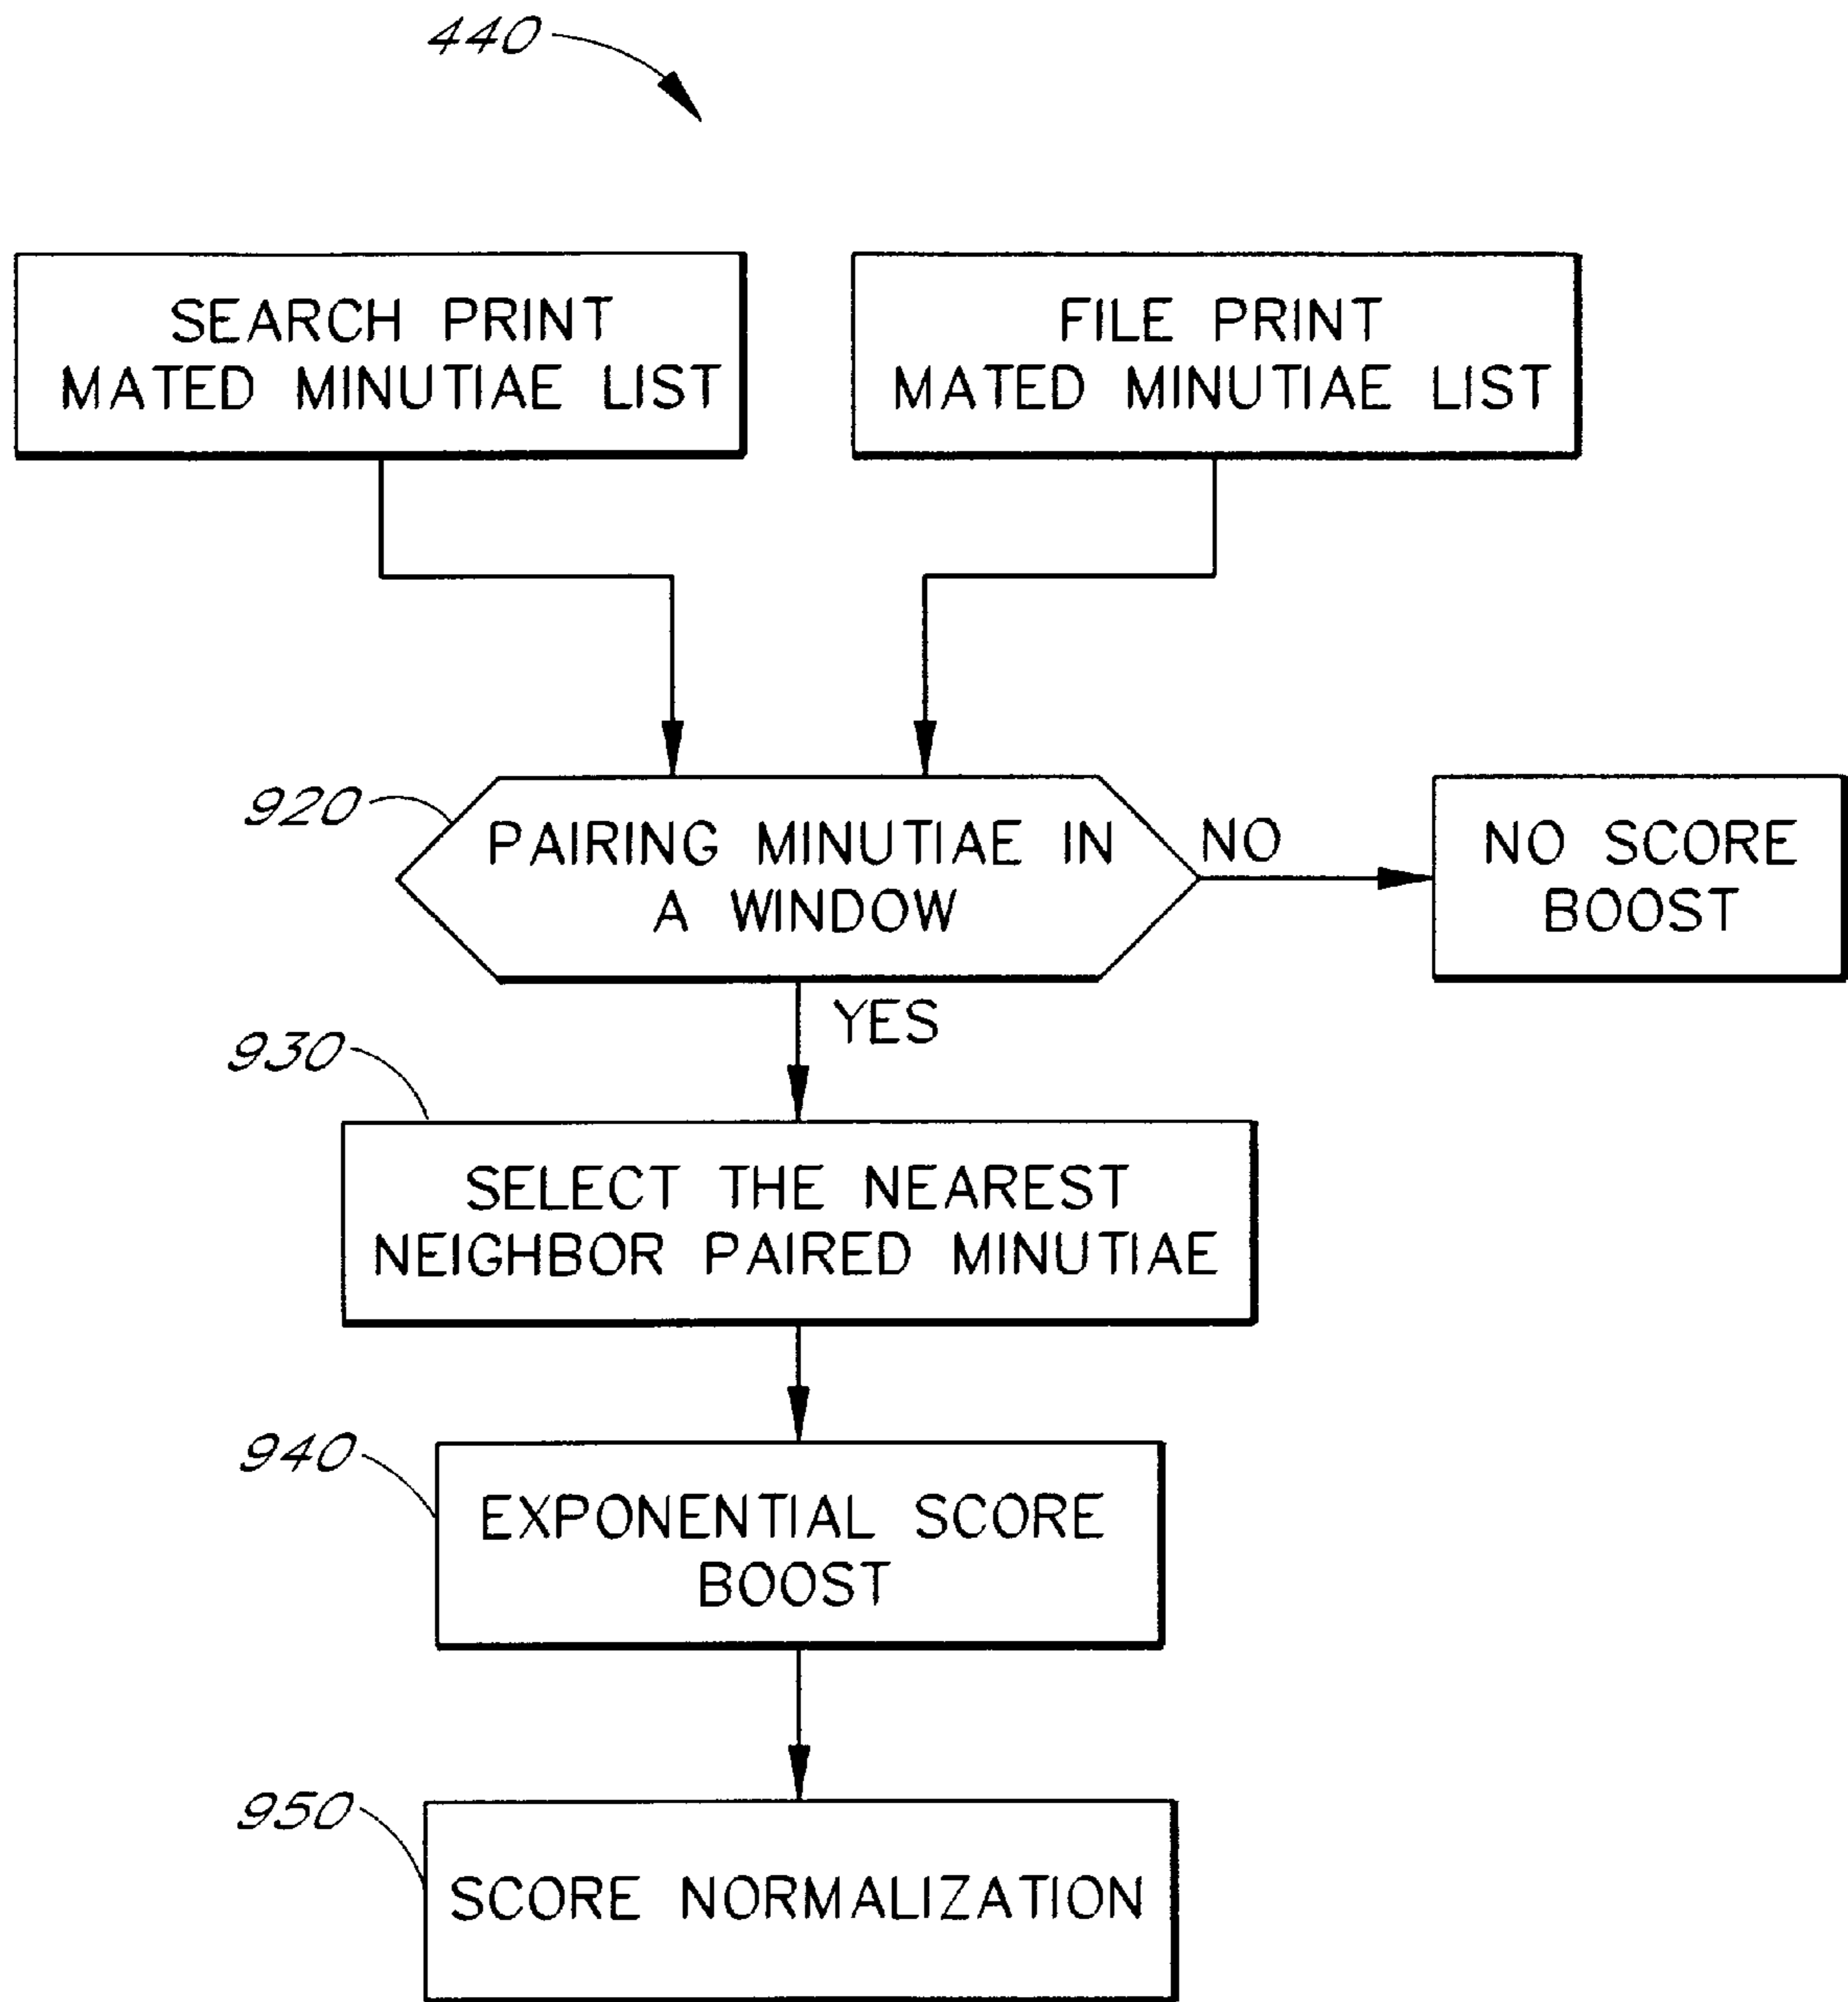 440
SEARCH PRINT
MATED MINUTIAE LIST
FILE PRINT
MATED MINUTIAE LIST
920
PAIRING MINUTIAE IN
A WINDOW
NO
NO SCORE
BOOST
YES
930
SELECT THE NEAREST
NEIGHBOR PAIRED MINUTIAE
940
EXPONENTIAL SCORE
BOOST
950
SCORE NORMALIZATION